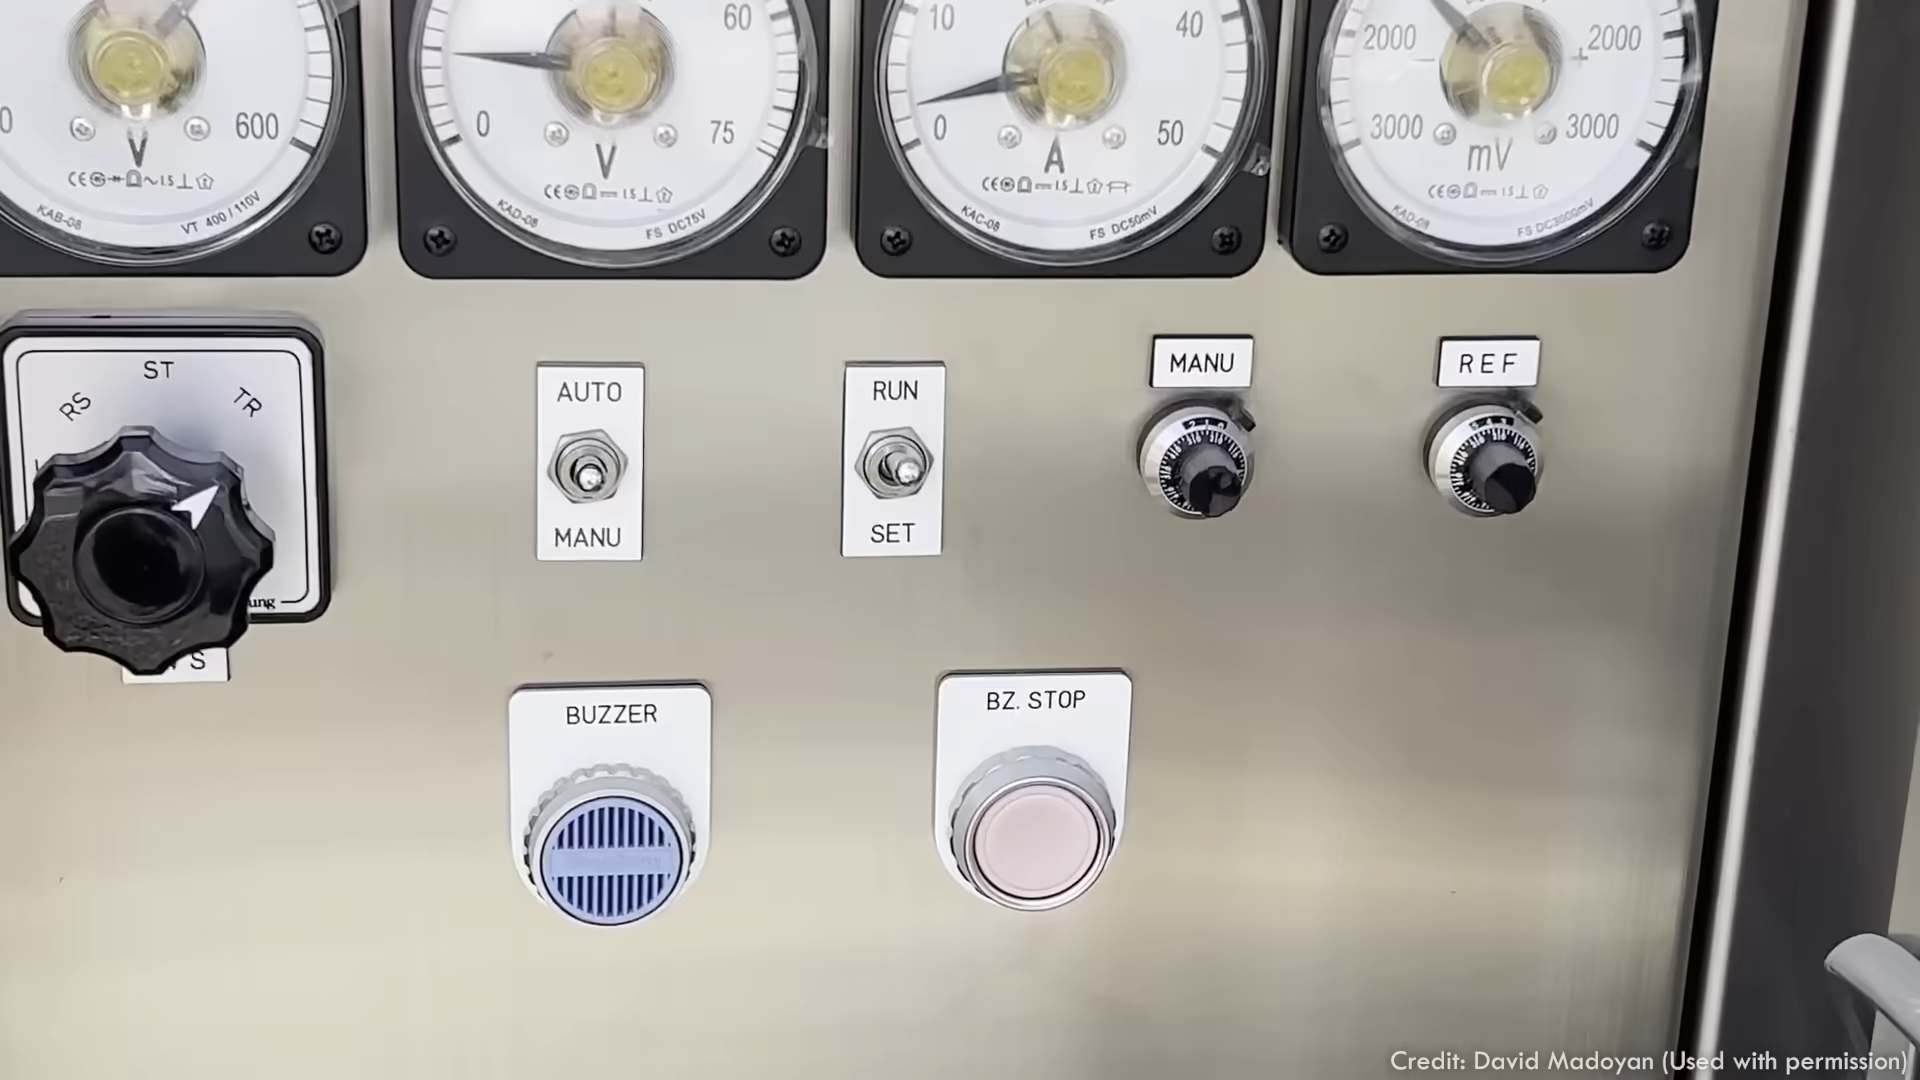 600
V
VT 400/110V
KAB-08
60
0
75
V
KAD-08
FS DC75V
10
40
0
50
A
KAC-08
FS DC50mV
2000
2000
3000
3000
mV
KAD-08
FS DC3000mV
RS
ST
TR
AUTO
MANU
RUN
SET
MANU
REF
BUZZER
BZ. STOP
Credit: David Madoyan (Used with permission)